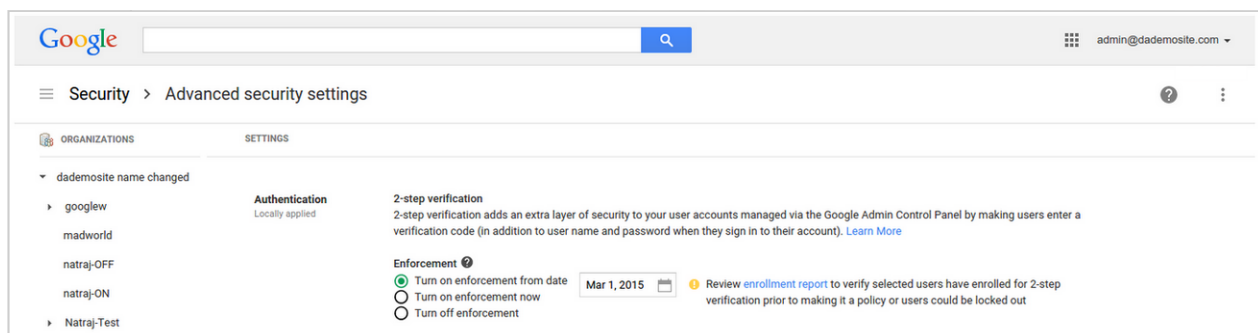 Google
admin@dademosite.com
Security > Advanced security settings
ORGANIZATIONS
SETTINGS
dademosite name changed
googlew
madworld
natraj-OFF
natraj-ON
Natraj-Test
Authentication
Locally applied
2-step verification
2-step verification adds an extra layer of security to your user accounts managed via the Google Admin Control Panel by making users enter a
verification code (in addition to user name and password when they sign in to their account). Learn More
Enforcement ?
Turn on enforcement from date
Mar 1, 2015
Turn on enforcement now
Turn off enforcement
Review enrollment report to verify selected users have enrolled for 2-step
verification prior to making it a policy or users could be locked out